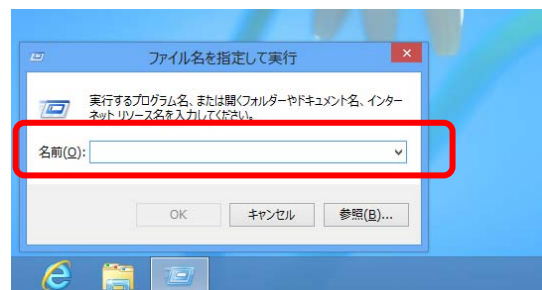 ファイル名を指定して実行
実行するプログラム名、または開くフォルダーやドキュメント名、インター
ネット リソース名を入力してください。
名前(O):
OK キャンセル 参照(B)...